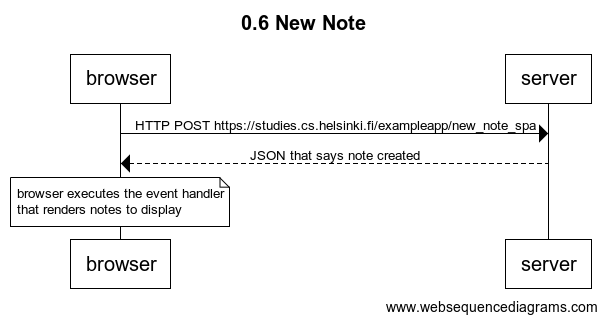 0.6 New Note
browser
server
HTTP POST https://studies.cs.helsinki.fi/exampleapp/new_note_spa
JSON that says note created
browser executes the event handler
that renders notes to display
browser
server
www.websequencediagrams.com